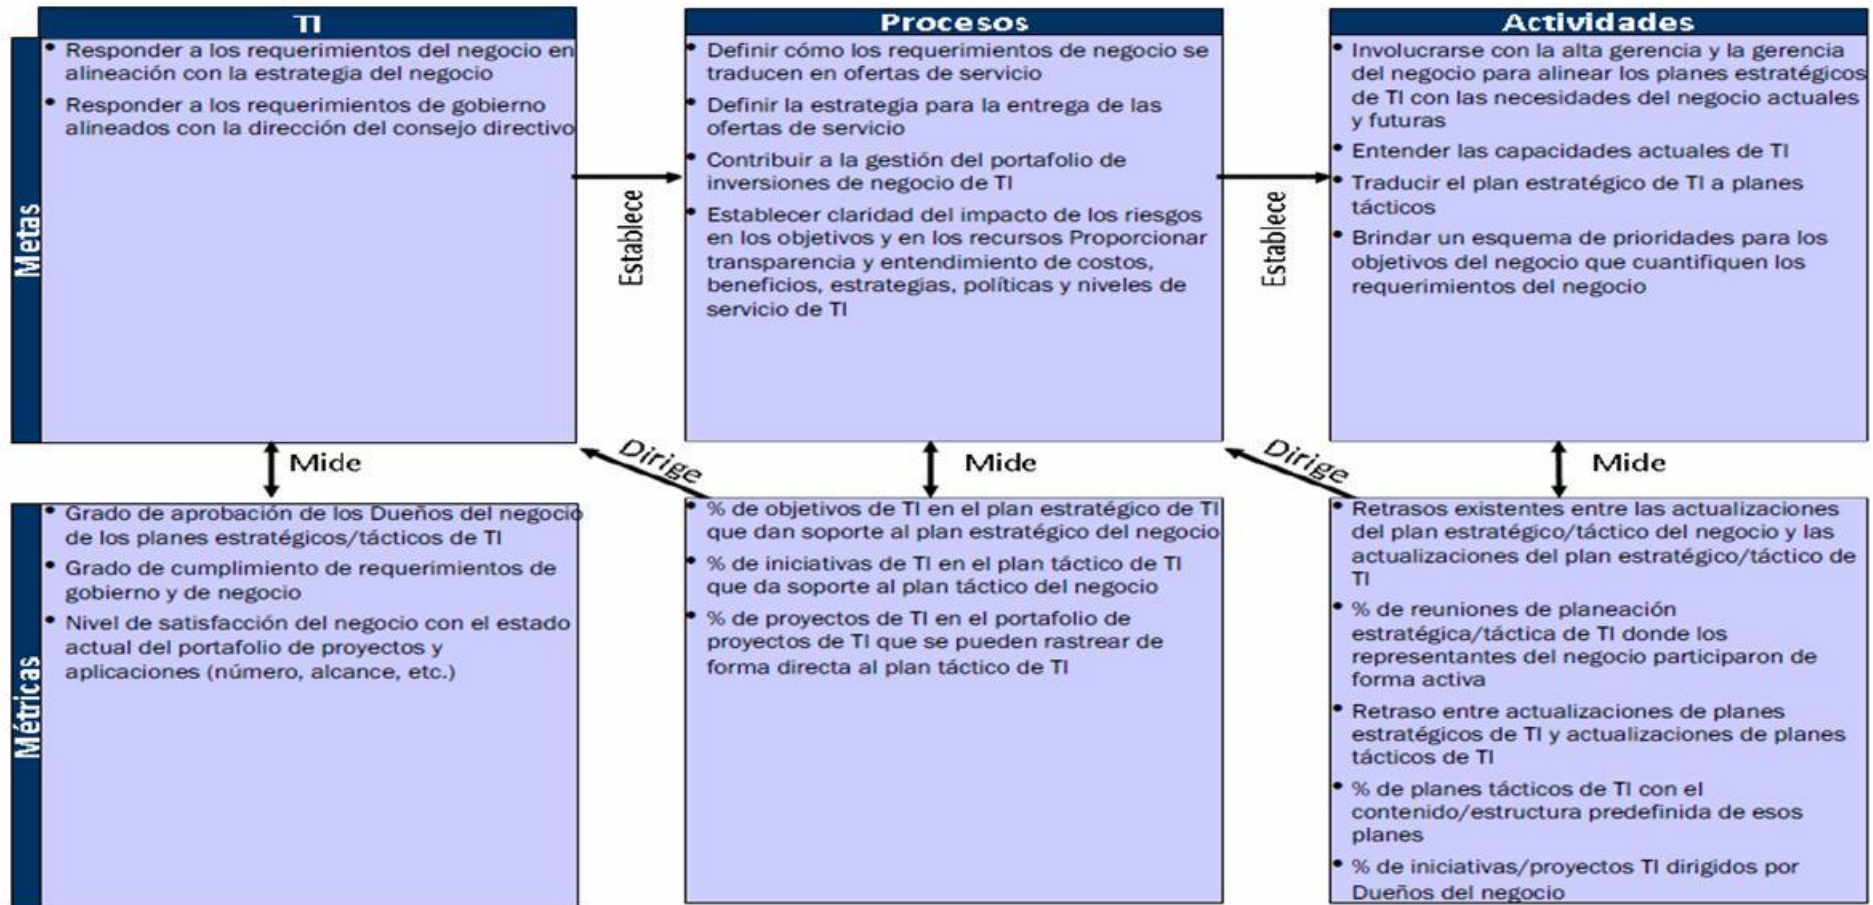 TI
Procesos
Actividades
Metas
• Responder a los requerimientos del negocio en
alineación con la estrategia del negocio
• Responder a los requerimientos de gobierno
alineados con la dirección del consejo directivo
Establece
• Definir cómo los requerimientos de negocio se
traducen en ofertas de servicio
• Definir la estrategia para la entrega de las
ofertas de servicio
• Contribuir a la gestión del portafolio de
inversiones de negocio de TI
• Establecer claridad del impacto de los riesgos
en los objetivos y en los recursos Proporcionar
transparencia y entendimiento de costos,
beneficios, estrategias, políticas y niveles de
servicio de TI
Establece
• Involucrarse con la alta gerencia y la gerencia
del negocio para alinear los planes estratégicos
de TI con las necesidades del negocio actuales
y futuras
• Entender las capacidades actuales de TI
• Traducir el plan estratégico de TI a planes
tácticos
• Brindar un esquema de prioridades para los
objetivos del negocio que cuantifiquen los
requerimientos del negocio
Mide
Dirige
Mide
Dirige
Mide
Métricas
• Grado de aprobación de los Dueños del negocio
de los planes estratégicos/tácticos de TI
• Grado de cumplimiento de requerimientos de
gobierno y de negocio
• Nivel de satisfacción del negocio con el estado
actual del portafolio de proyectos y
aplicaciones (número, alcance, etc.)
• % de objetivos de TI en el plan estratégico de TI
que dan soporte al plan estratégico del negocio
• % de iniciativas de TI en el plan táctico de TI
que da soporte al plan táctico del negocio
• % de proyectos de TI en el portafolio de
proyectos de TI que se pueden rastrear de
forma directa al plan táctico de TI
• Retrasos existentes entre las actualizaciones
del plan estratégico/táctico del negocio y las
actualizaciones del plan estratégico/táctico de
TI
• % de reuniones de planeación
estratégica/táctica de TI donde los
representantes del negocio participaron de
forma activa
• Retraso entre actualizaciones de planes
estratégicos de TI y actualizaciones de planes
tácticos de TI
• % de planes tácticos de TI con el
contenido/estructura predefinida de esos
planes
• % de iniciativas/proyectos TI dirigidos por
Dueños del negocio